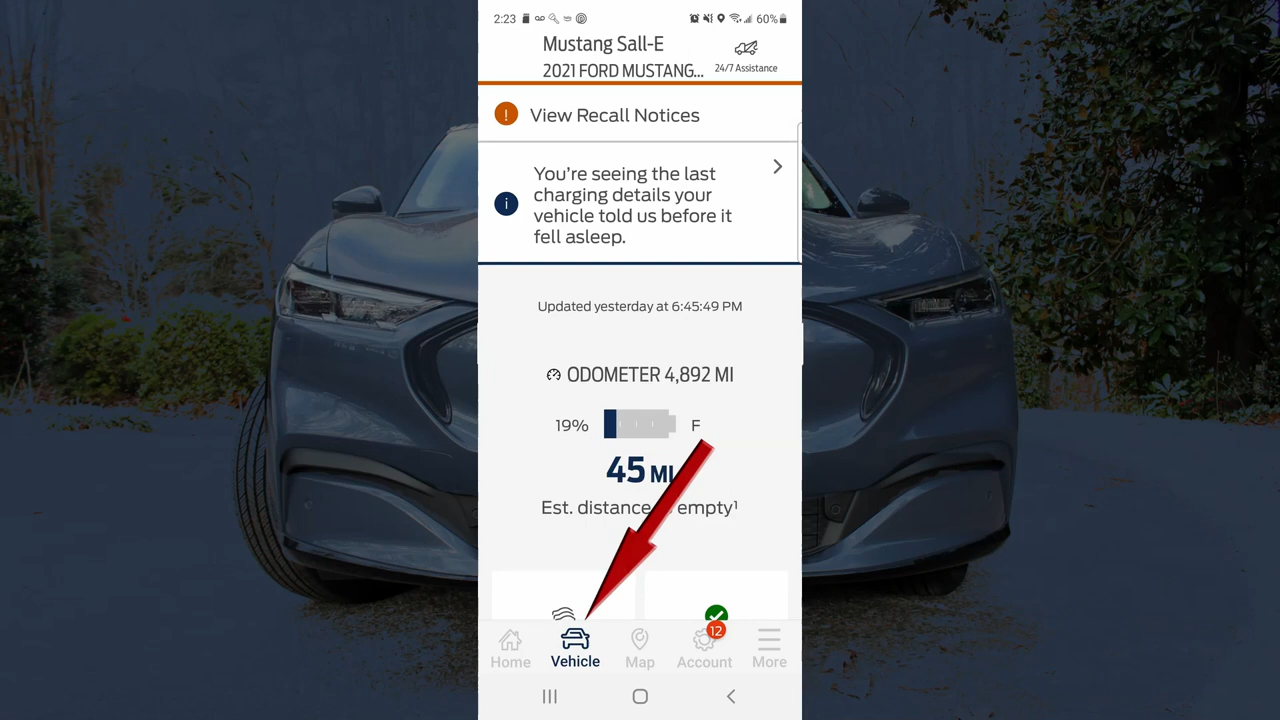 2:23
60%
Mustang Sall-E
2021 FORD MUSTANG...
24/7 Assistance
View Recall Notices
You're seeing the last
charging details your
vehicle told us before it
fell asleep.
Updated yesterday at 6:45:49 PM
ODOMETER 4,892 MI
19%
F
45 MI
Est. distance empty¹
12
Home
Vehicle
Map
Account
More